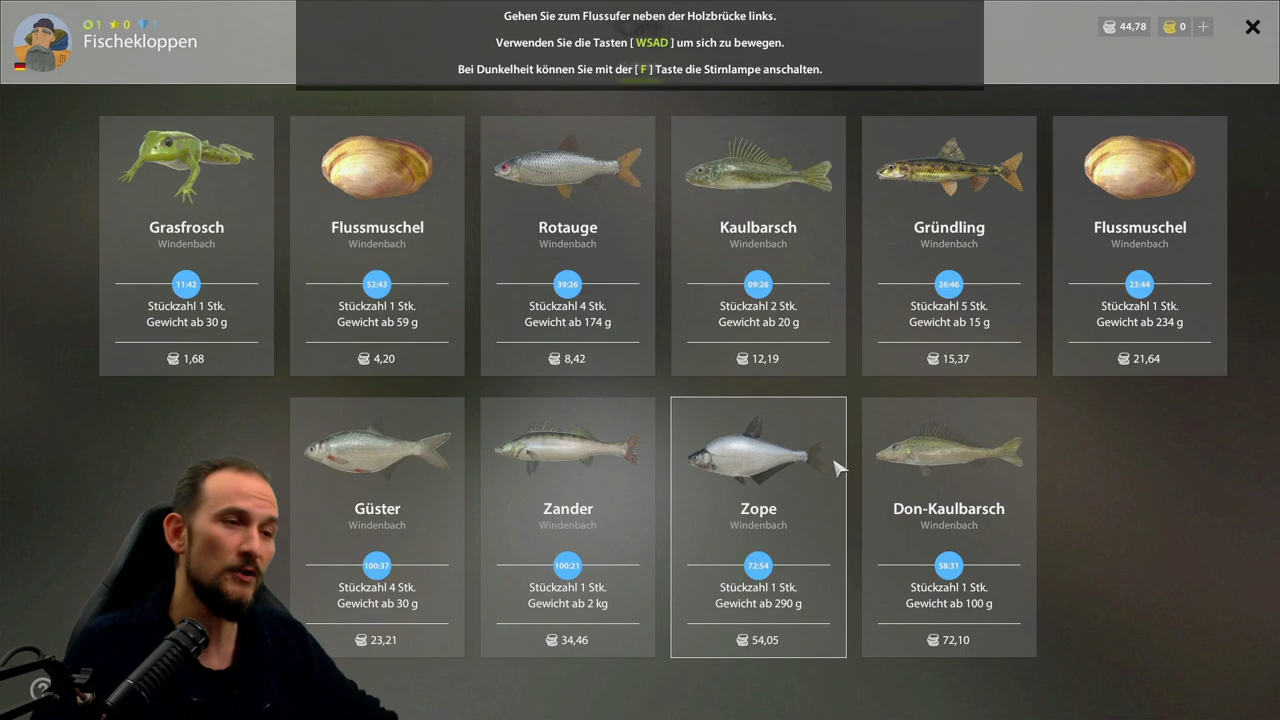 1 0 1
Fischekloppen
Gehen Sie zum Flussufer neben der Holzbrücke links.
Verwenden Sie die Tasten [ WSAD ] um sich zu bewegen.
Bei Dunkelheit können Sie mit der [ F ] Taste die Stirnlampe anschalten.
44,78 0 +
Grasfrosch
Windenbach
11:42
Stückzahl 1 Stk.
Gewicht ab 30 g
1,68
Flussmuschel
Windenbach
52:43
Stückzahl 1 Stk.
Gewicht ab 59 g
4,20
Rotauge
Windenbach
39:26
Stückzahl 4 Stk.
Gewicht ab 174 g
8,42
Kaulbarsch
Windenbach
09:26
Stückzahl 2 Stk.
Gewicht ab 20 g
12,19
Gründling
Windenbach
26:46
Stückzahl 5 Stk.
Gewicht ab 15 g
15,37
Flussmuschel
Windenbach
23:44
Stückzahl 1 Stk.
Gewicht ab 234 g
21,64
Güster
Windenbach
100:37
Stückzahl 4 Stk.
Gewicht ab 30 g
23,21
Zander
Windenbach
100:21
Stückzahl 1 Stk.
Gewicht ab 2 kg
34,46
Zope
Windenbach
72:54
Stückzahl 1 Stk.
Gewicht ab 290 g
54,05
Don-Kaulbarsch
Windenbach
58:31
Stückzahl 1 Stk.
Gewicht ab 100 g
72,10